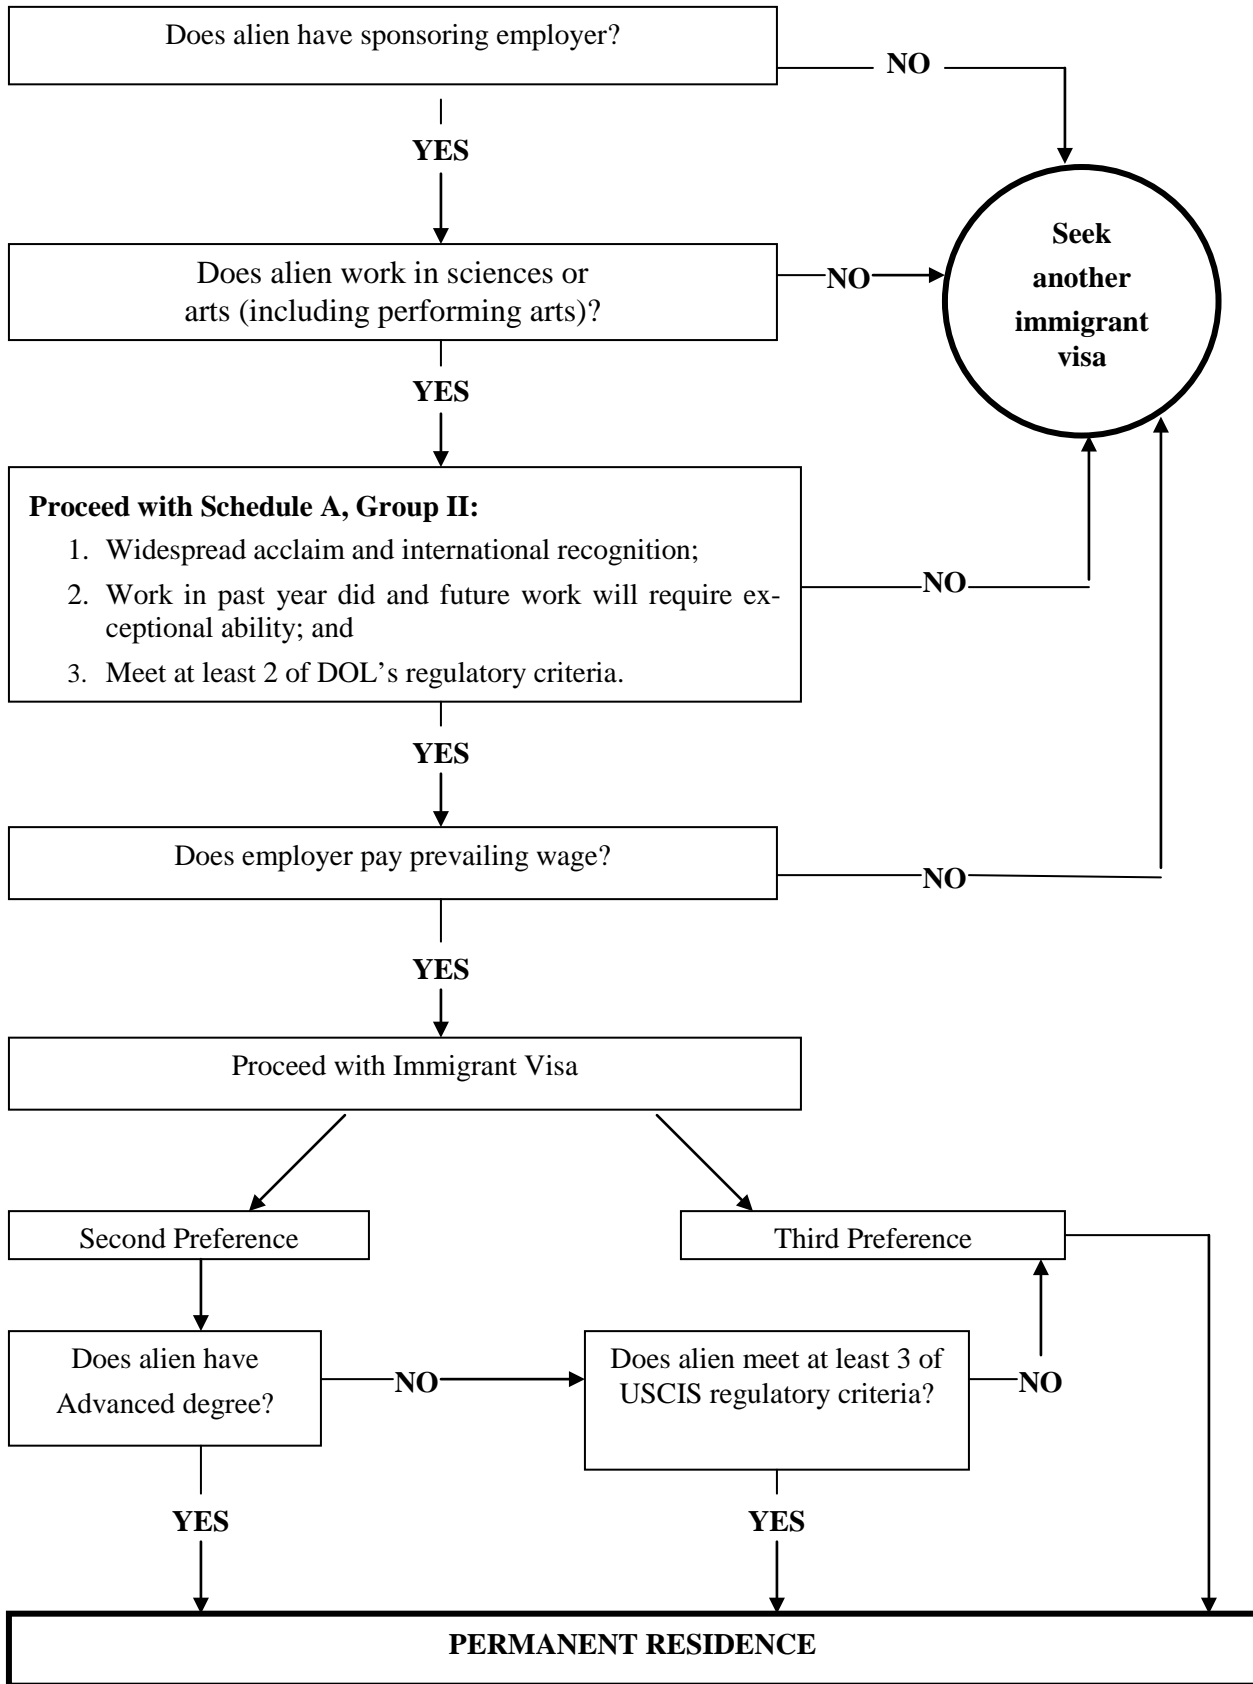 Does alien have sponsoring employer?
NO
YES
Seek
another
immigrant
visa
Does alien work in sciences or
arts (including performing arts)?
NO
YES
Proceed with Schedule A, Group II:
1. Widespread acclaim and international recognition;
2. Work in past year did and future work will require ex-
ceptional ability; and
3. Meet at least 2 of DOL’s regulatory criteria.
NO
YES
Does employer pay prevailing wage?
NO
YES
Proceed with Immigrant Visa
Second Preference
Third Preference
Does alien have
Advanced degree?
NO
Does alien meet at least 3 of
USCIS regulatory criteria?
NO
YES
YES
PERMANENT RESIDENCE